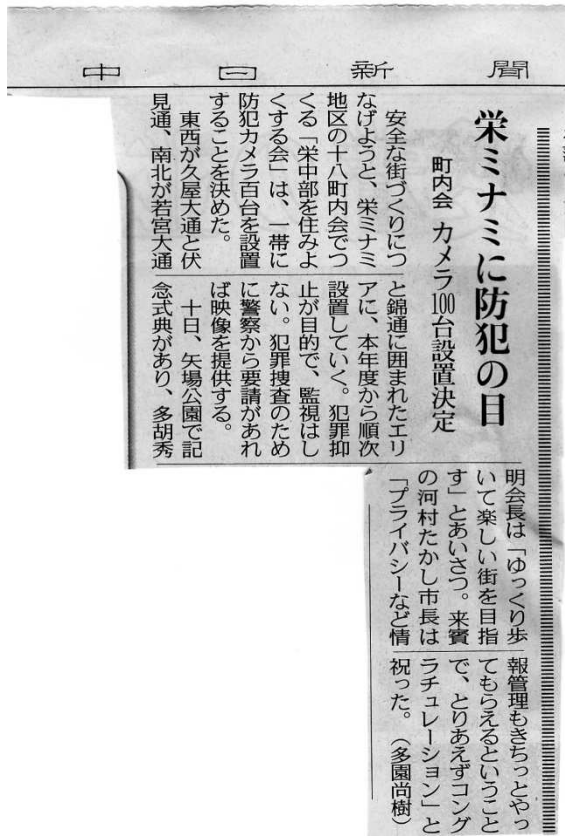 中日新聞
栄ミナミに防犯の目
町内会 カメラ100台設置決定
安全な街づくりにつ
なげようと、栄ミナミ
地区の十八町内会でつ
くる「栄中部を住みよ
くする会」は、一帯に
防犯カメラ百台を設置
することを決めた。
東西が久屋大通と伏
見通、南北が若宮大通
と錦通に囲まれたエリ
アに、本年度から順次
設置していく。犯罪抑
止が目的で、監視はし
ない。犯罪捜査のため
に警察から要請があれ
ば映像を提供する。
十日、矢場公園で記
念式典があり、多胡秀
明会長は「ゆっくり歩
いて楽しい街を目指
す」とあいさつ。来賓
の河村たかし市長は
「プライバシーなど情
報管理もきちっとやっ
てもらえるということ
で、とりあえずコング
ラチュレーション」と
祝った。（多園尚樹）